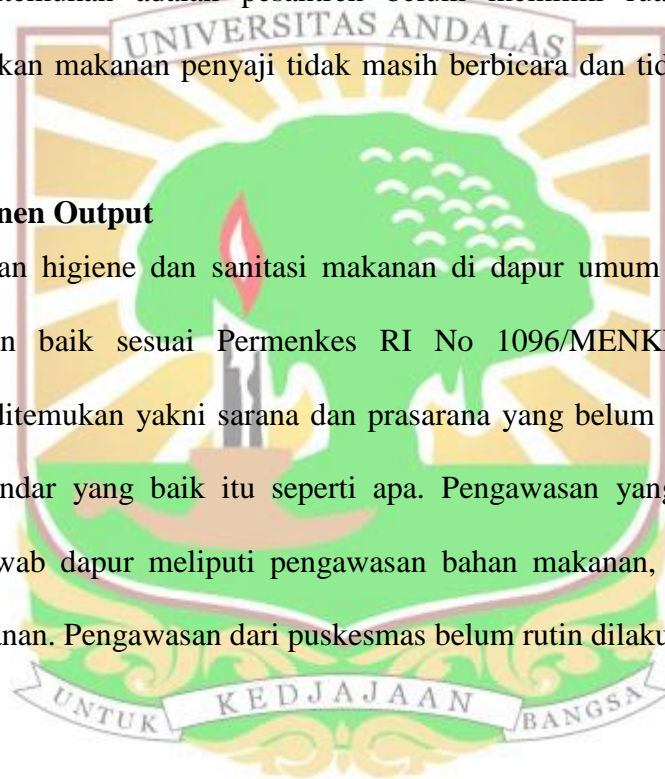 UNIVERSITAS ANDALAS
kan makanan penyaji tidak masih berbicara dan tid
nen Output
an higiene dan sanitasi makanan di dapur umum
n baik sesuai Permenkes RI No 1096/MENK
ditemukan yakni sarana dan prasarana yang belum
ndar yang baik itu seperti apa. Pengawasan yang
wab dapur meliputi pengawasan bahan makanan,
anan. Pengawasan dari puskesmas belum rutin dilaku
UNTUK KEDJAJAAN BANGSA